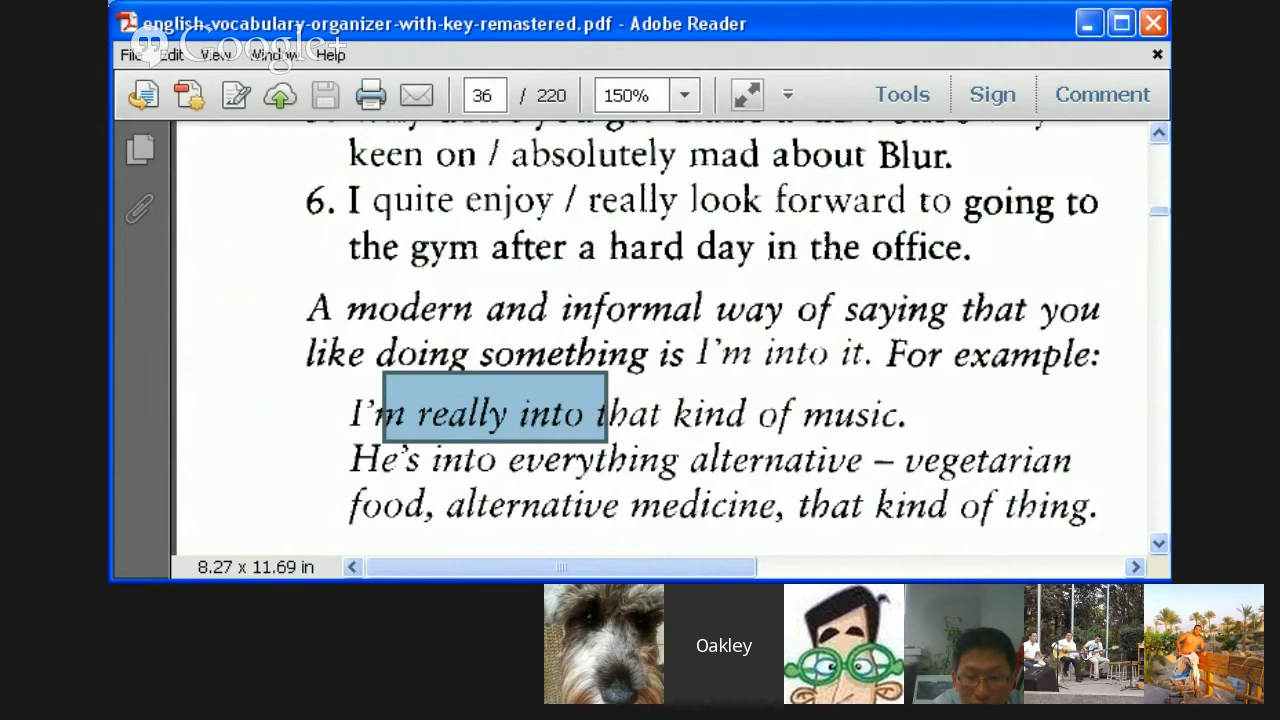 english-vocabulary-organizer-with-key-remastered.pdf - Adobe Reader
Google+
File Edit View Window Help
36 / 220 150% Tools Sign Comment
keen on / absolutely mad about Blur.
6. I quite enjoy / really look forward to going to
the gym after a hard day in the office.
A modern and informal way of saying that you
like doing something is I'm into it. For example:
I'm really into that kind of music.
He's into everything alternative – vegetarian
food, alternative medicine, that kind of thing.
8.27 x 11.69 in
Oakley